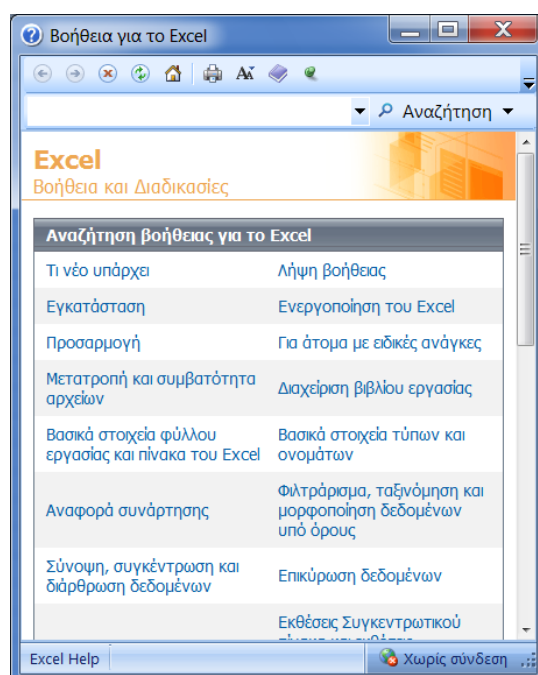 Βοήθεια για το Excel
Αναζήτηση
Excel
Βοήθεια και Διαδικασίες
Αναζήτηση βοήθειας για το Excel
Τι νέο υπάρχει
Λήψη βοήθειας
Εγκατάσταση
Ενεργοποίηση του Excel
Προσαρμογή
Για άτομα με ειδικές ανάγκες
Μετατροπή και συμβατότητα
αρχείων
Διαχείριση βιβλίου εργασίας
Βασικά στοιχεία φύλλου
εργασίας και πίνακα του Excel
Βασικά στοιχεία τύπων και
ονομάτων
Αναφορά συνάρτησης
Φιλτράρισμα, ταξινόμηση και
μορφοποίηση δεδομένων
υπό όρους
Σύνοψη, συγκέντρωση και
διάρθρωση δεδομένων
Επικύρωση δεδομένων
Εκθέσεις Συγκεντρωτικού
Excel Help
Χωρίς σύνδεση